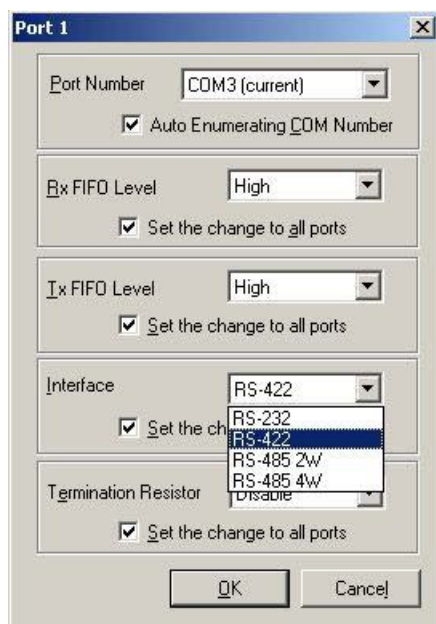 Port 1
Port Number COM3 (current)
Auto Enumerating COM Number
Rx FIFO Level High
Set the change to all ports
Tx FIFO Level High
Set the change to all ports
Interface RS-422
RS-232
Set the ch RS-422
RS-485 2W
RS-485 4W
Termination Resistor Disable
Set the change to all ports
OK Cancel